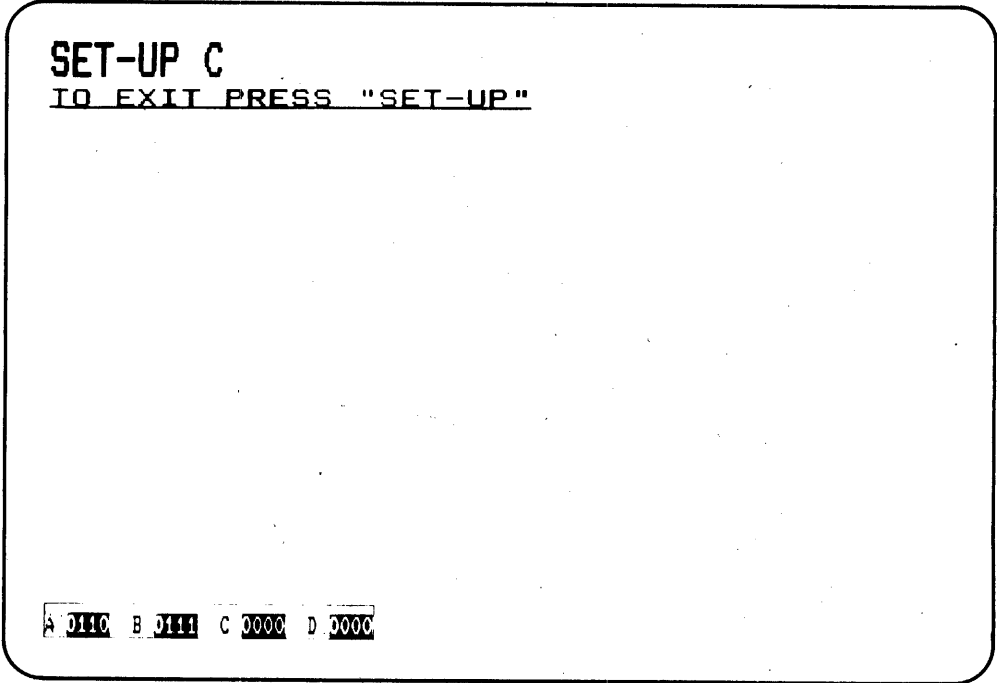 SET-UP C
TO EXIT PRESS "SET-UP"
A 0110 B 0111 C 0000 D 0000